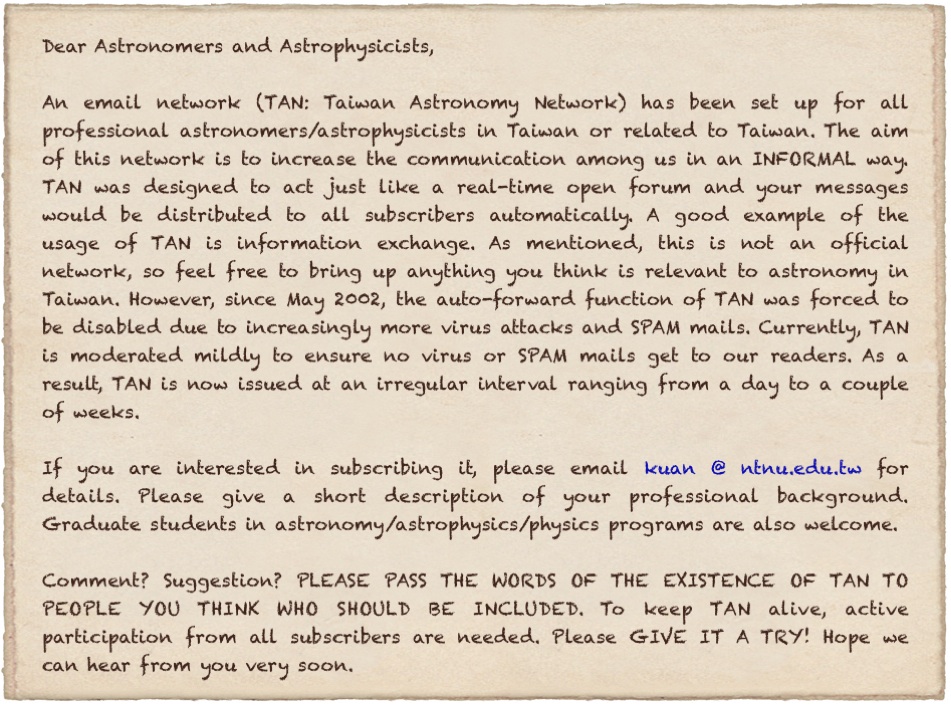 Dear Astronomers and Astrophysicists,
An email network (TAN: Taiwan Astronomy Network) has been set up for all
professional astronomers/astrophysicists in Taiwan or related to Taiwan. The aim
of this network is to increase the communication among us in an INFORMAL way.
TAN was designed to act just like a real-time open forum and your messages
would be distributed to all subscribers automatically. A good example of the
usage of TAN is information exchange. As mentioned, this is not an official
network, so feel free to bring up anything you think is relevant to astronomy in
Taiwan. However, since May 2002, the auto-forward function of TAN was forced to
be disabled due to increasingly more virus attacks and SPAM mails. Currently, TAN
is moderated mildly to ensure no virus or SPAM mails get to our readers. As a
result, TAN is now issued at an irregular interval ranging from a day to a couple
of weeks.
If you are interested in subscribing it, please email kuan @ ntnu.edu.tw for
details. Please give a short description of your professional background.
Graduate students in astronomy/astrophysics/physics programs are also welcome.
Comment? Suggestion? PLEASE PASS THE WORDS OF THE EXISTENCE OF TAN TO
PEOPLE YOU THINK WHO SHOULD BE INCLUDED. To keep TAN alive, active
participation from all subscribers are needed. Please GIVE IT A TRY! Hope we
can hear from you very soon.